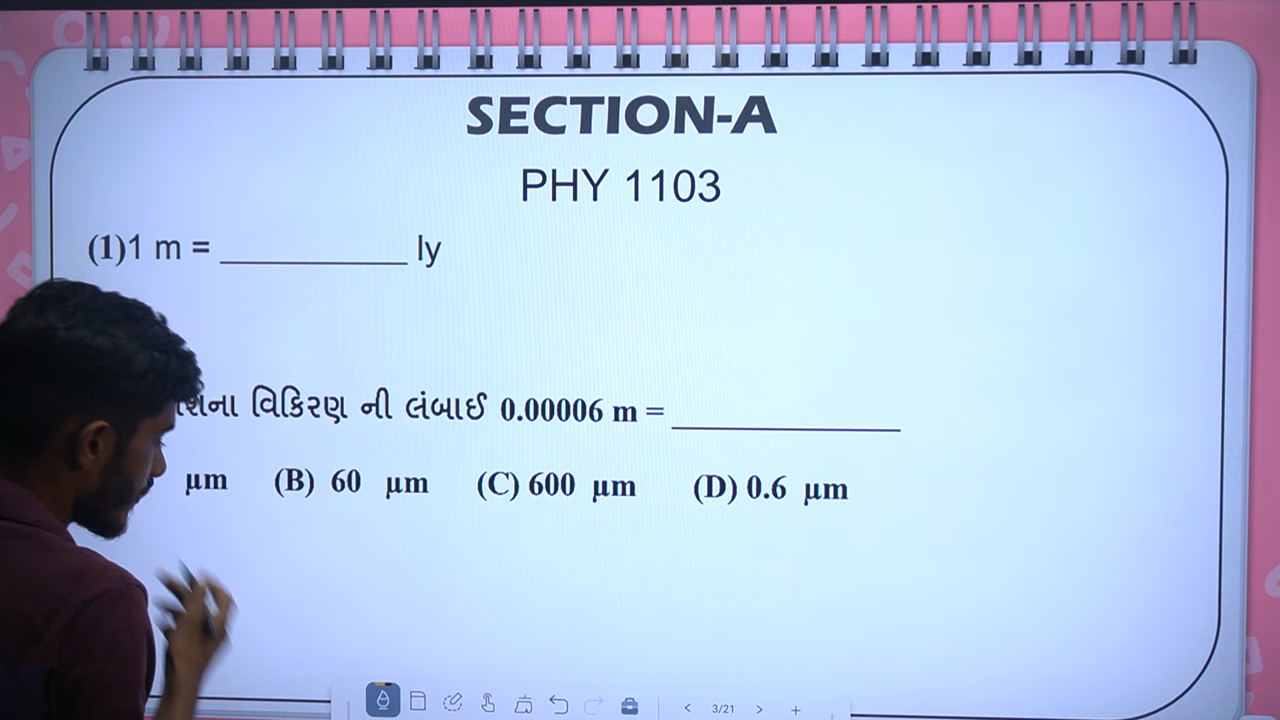 SECTION-A
PHY 1103
(1)1 m = __________ ly
વિકિરણ ની લંબાઈ 0.00006 m = __________
µm (B) 60 µm (C) 600 µm (D) 0.6 µm
3/21